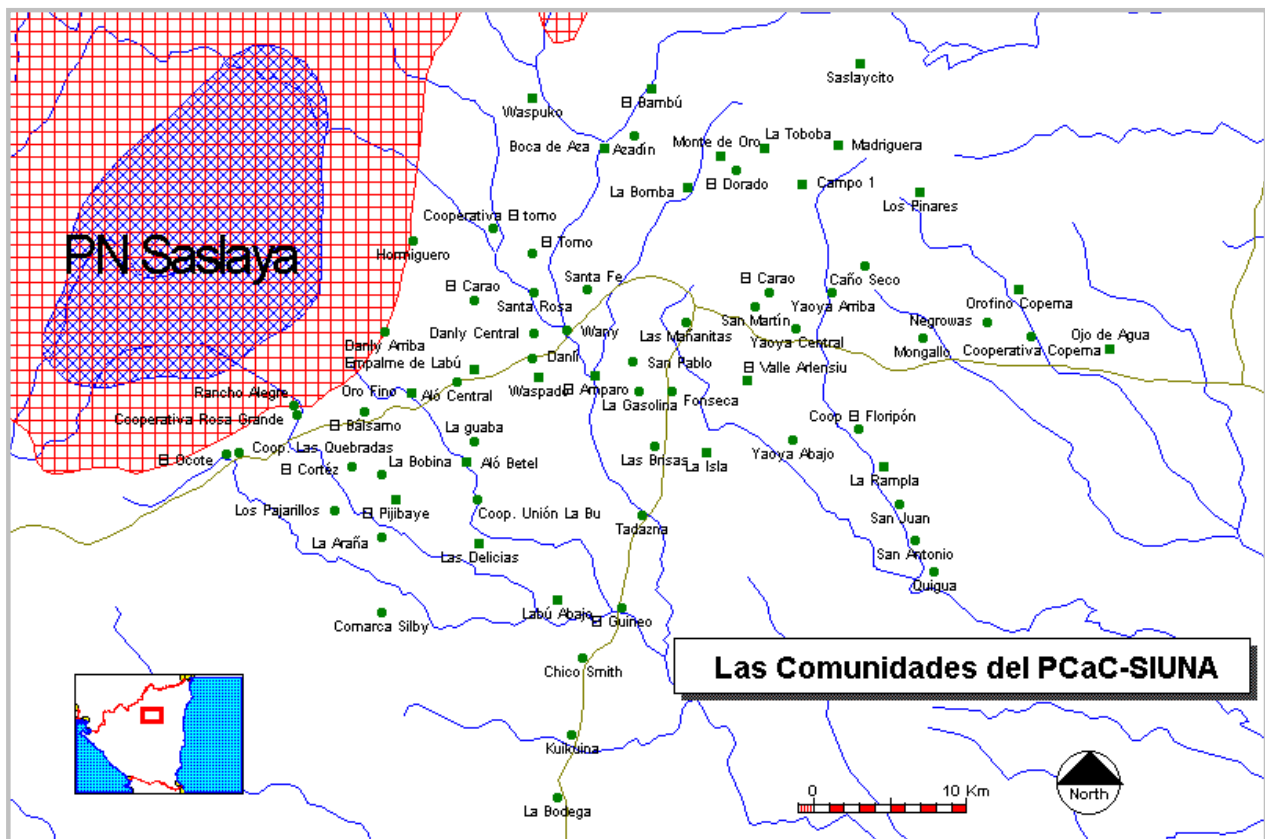 Saslaycito
Waspuko
El Bambú
Boca de Aza
Azadín
Monte de Oro
La Toboba
Madriguera
La Bomba
El Dorado
Campo 1
Los Pinares
Cooperativa El torno
PN Saslaya
Hormiguero
El Torno
Santa Fe
El Carao
Santa Rosa
El Carao
Caño Seco
San Martín
Yaoya Arriba
Orofino Coperna
Danly Arriba
Danly Central
Wany
Las Mañanitas
Yaoya Central
Negrowas
Mongallo
Cooperativa Coperna
Ojo de Agua
Empalme de Labú
Danlí
San Pablo
El Valle Arlensiu
Rancho Alegre
Oro Fino
Aló Central
Waspado
El Amparo
La Gasolina
Fonseca
Cooperativa Rosa Grande
El Bálsamo
La guaba
Coop El Floripón
El Ocote
Coop. Las Quebradas
El Cortéz
La Bobina
Aló Betel
Las Brisas
La Isla
Yaoya Abajo
La Rampla
Los Pajarillos
El Pijibaye
Coop. Unión La Bu
Tadazna
San Juan
La Araña
Las Delicias
San Antonio
Quigua
Comarca Silby
Labú Abajo
El Guineo
Chico Smith
Las Comunidades del PCaC-SIUNA
Kuikuina
La Bodega
0 10 Km
North